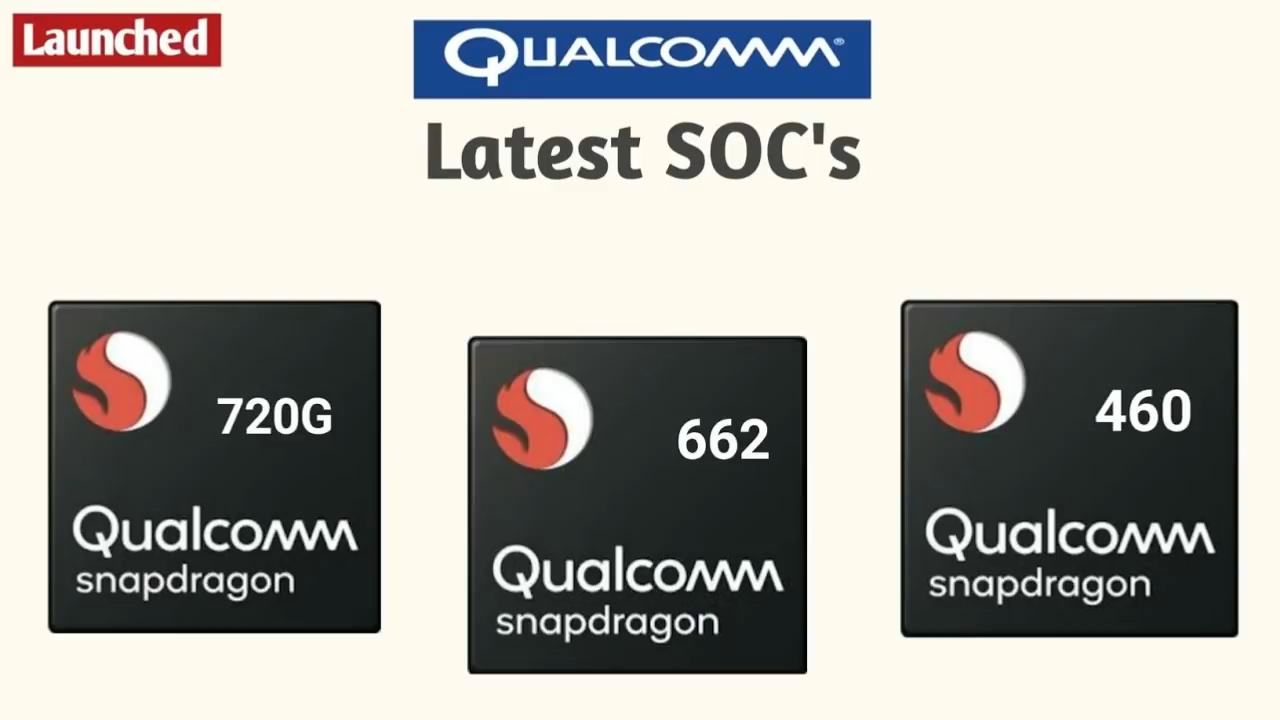 Launched
QUALCOMM®
Latest SOC's
720G
Qualcomm
snapdragon
662
Qualcomm
snapdragon
460
Qualcomm
snapdragon